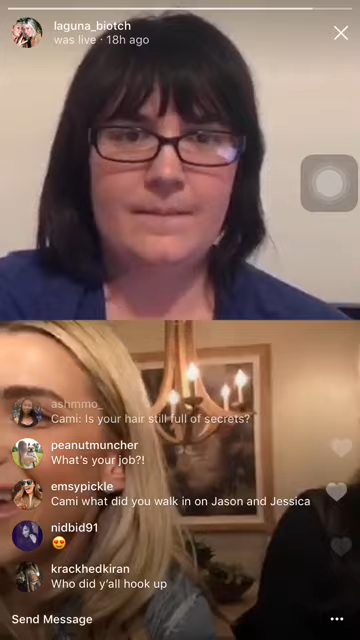 laguna_biotch
was live · 18h ago
ashmmo_
Cami: Is your hair still full of secrets?
peanutmuncher
What's your job?!
emsypickle
Cami what did you walk in on Jason and Jessica
nidbid91
😍
krackhedkiran
Who did y'all hook up
Send Message